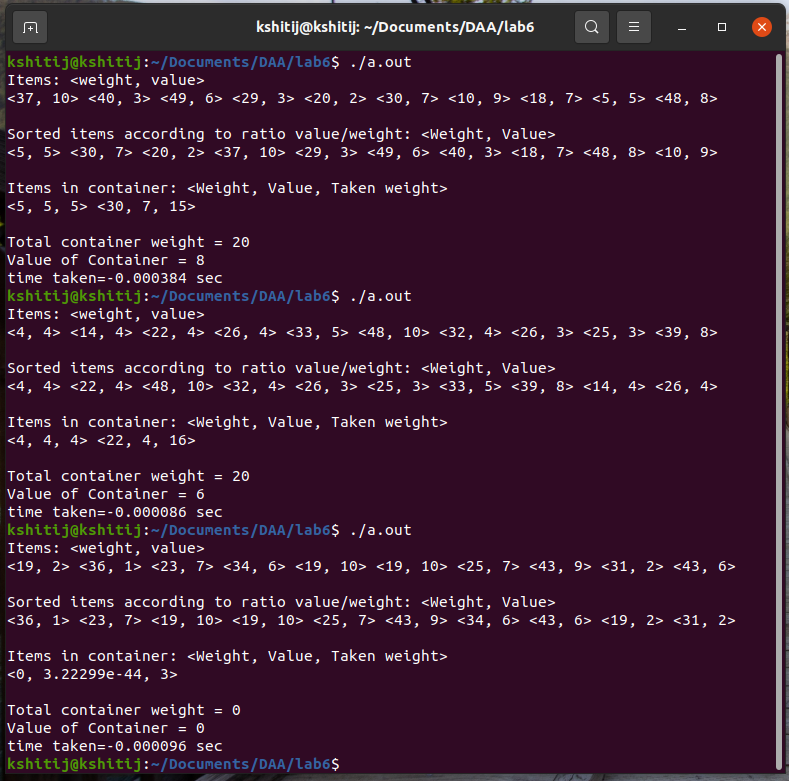 kshitij@kshitij: ~/Documents/DAA/lab6
kshitij@kshitij:~/Documents/DAA/lab6$ ./a.out
Items: <weight, value>
<37, 10> <40, 3> <49, 6> <29, 3> <20, 2> <30, 7> <10, 9> <18, 7> <5, 5> <48, 8>
Sorted items according to ratio value/weight: <Weight, Value>
<5, 5> <30, 7> <20, 2> <37, 10> <29, 3> <49, 6> <40, 3> <18, 7> <48, 8> <10, 9>
Items in container: <Weight, Value, Taken weight>
<5, 5, 5> <30, 7, 15>
Total container weight = 20
Value of Container = 8
time taken=-0.000384 sec
kshitij@kshitij:~/Documents/DAA/lab6$ ./a.out
Items: <weight, value>
<4, 4> <14, 4> <22, 4> <26, 4> <33, 5> <48, 10> <32, 4> <26, 3> <25, 3> <39, 8>
Sorted items according to ratio value/weight: <Weight, Value>
<4, 4> <22, 4> <48, 10> <32, 4> <26, 3> <25, 3> <33, 5> <39, 8> <14, 4> <26, 4>
Items in container: <Weight, Value, Taken weight>
<4, 4, 4> <22, 4, 16>
Total container weight = 20
Value of Container = 6
time taken=-0.000086 sec
kshitij@kshitij:~/Documents/DAA/lab6$ ./a.out
Items: <weight, value>
<19, 2> <36, 1> <23, 7> <34, 6> <19, 10> <19, 10> <25, 7> <43, 9> <31, 2> <43, 6>
Sorted items according to ratio value/weight: <Weight, Value>
<36, 1> <23, 7> <19, 10> <19, 10> <25, 7> <43, 9> <34, 6> <43, 6> <19, 2> <31, 2>
Items in container: <Weight, Value, Taken weight>
<0, 3.22299e-44, 3>
Total container weight = 0
Value of Container = 0
time taken=-0.000096 sec
kshitij@kshitij:~/Documents/DAA/lab6$